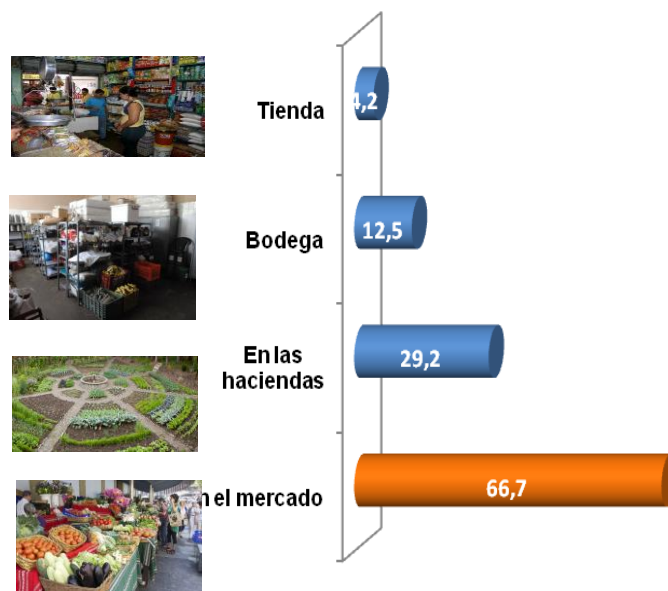 Tienda
4,2
Bodega
12,5
En las
haciendas
29,2
n el mercado
66,7